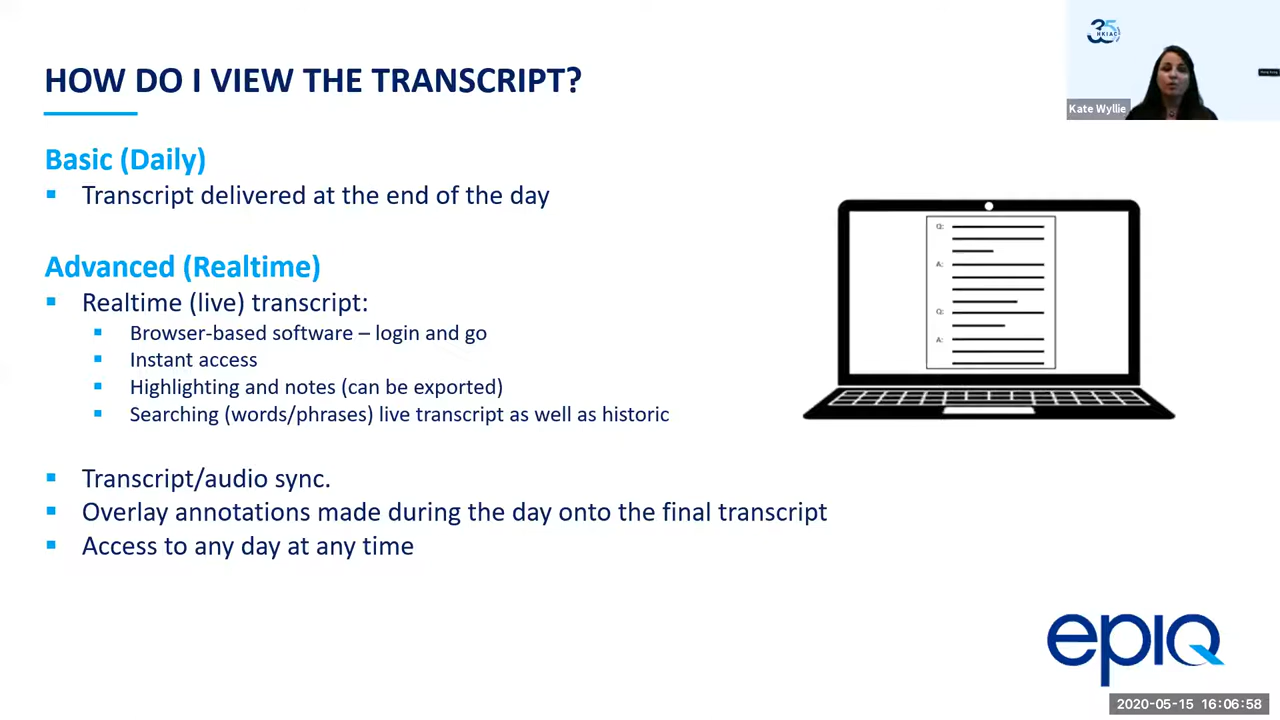 35
HKIAC
HOW DO I VIEW THE TRANSCRIPT?
Kate Wyllie
Basic (Daily)
Transcript delivered at the end of the day
Advanced (Realtime)
Realtime (live) transcript:
Browser-based software – login and go
Instant access
Highlighting and notes (can be exported)
Searching (words/phrases) live transcript as well as historic
Q:
A:
Q:
A:
Transcript/audio sync.
Overlay annotations made during the day onto the final transcript
Access to any day at any time
epiq
2020-05-15 16:06:58